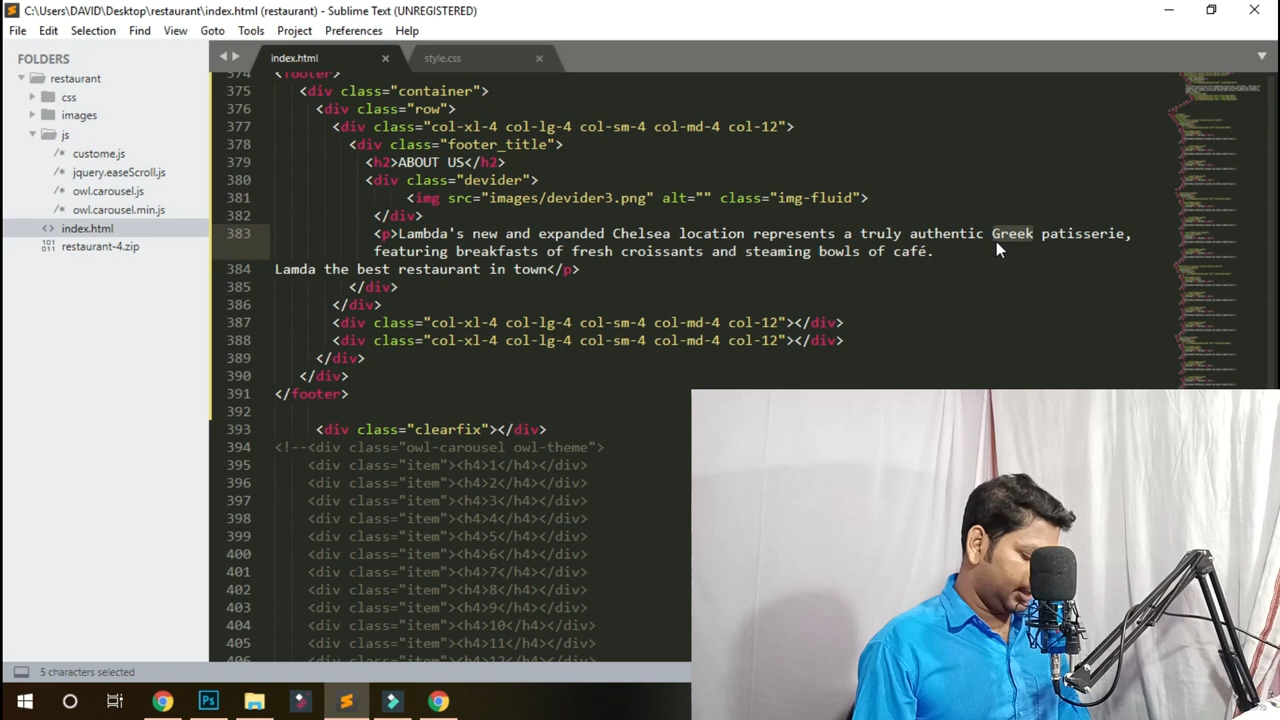 C:\Users\DAVID\Desktop\restaurant\index.html (restaurant) - Sublime Text (UNREGISTERED)
File Edit Selection Find View Goto Tools Project Preferences Help
FOLDERS
restaurant
css
images
js
/* custome.js
/* jquery.easeScroll.js
/* owl.carousel.js
/* owl.carousel.min.js
<> index.html
restaurant-4.zip
index.html × style.css ×
374 <footer>
375 <div class="container">
376 <div class="row">
377 <div class="col-xl-4 col-lg-4 col-sm-4 col-md-4 col-12">
378 <div class="footer_title">
379 <h2>ABOUT US</h2>
380 <div class="devider">
381 <img src="images/devider3.png" alt="" class="img-fluid">
382 </div>
383 <p>Lambda's new and expanded Chelsea location represents a truly authentic Greek patisserie,
featuring breakfasts of fresh croissants and steaming bowls of café.
384 Lamda the best restaurant in town</p>
385 </div>
386 </div>
387 <div class="col-xl-4 col-lg-4 col-sm-4 col-md-4 col-12"></div>
388 <div class="col-xl-4 col-lg-4 col-sm-4 col-md-4 col-12"></div>
389 </div>
390 </div>
391 </footer>
392
393 <div class="clearfix"></div>
394 <!--<div class="owl-carousel owl-theme">
395 <div class="item"><h4>1</h4></div>
396 <div class="item"><h4>2</h4></div>
397 <div class="item"><h4>3</h4></div>
398 <div class="item"><h4>4</h4></div>
399 <div class="item"><h4>5</h4></div>
400 <div class="item"><h4>6</h4></div>
401 <div class="item"><h4>7</h4></div>
402 <div class="item"><h4>8</h4></div>
403 <div class="item"><h4>9</h4></div>
404 <div class="item"><h4>10</h4></div>
405 <div class="item"><h4>11</h4></div>
5 characters selected
Ps